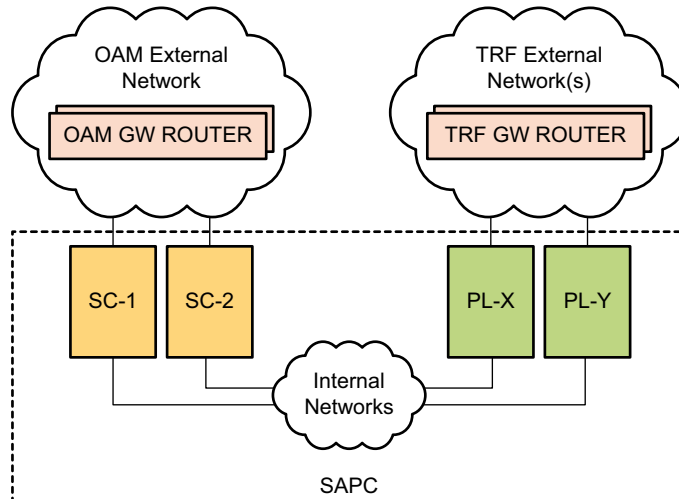 OAM External
Network
OAM GW ROUTER
TRF External
Network(s)
TRF GW ROUTER
SC-1
SC-2
PL-X
PL-Y
Internal
Networks
SAPC